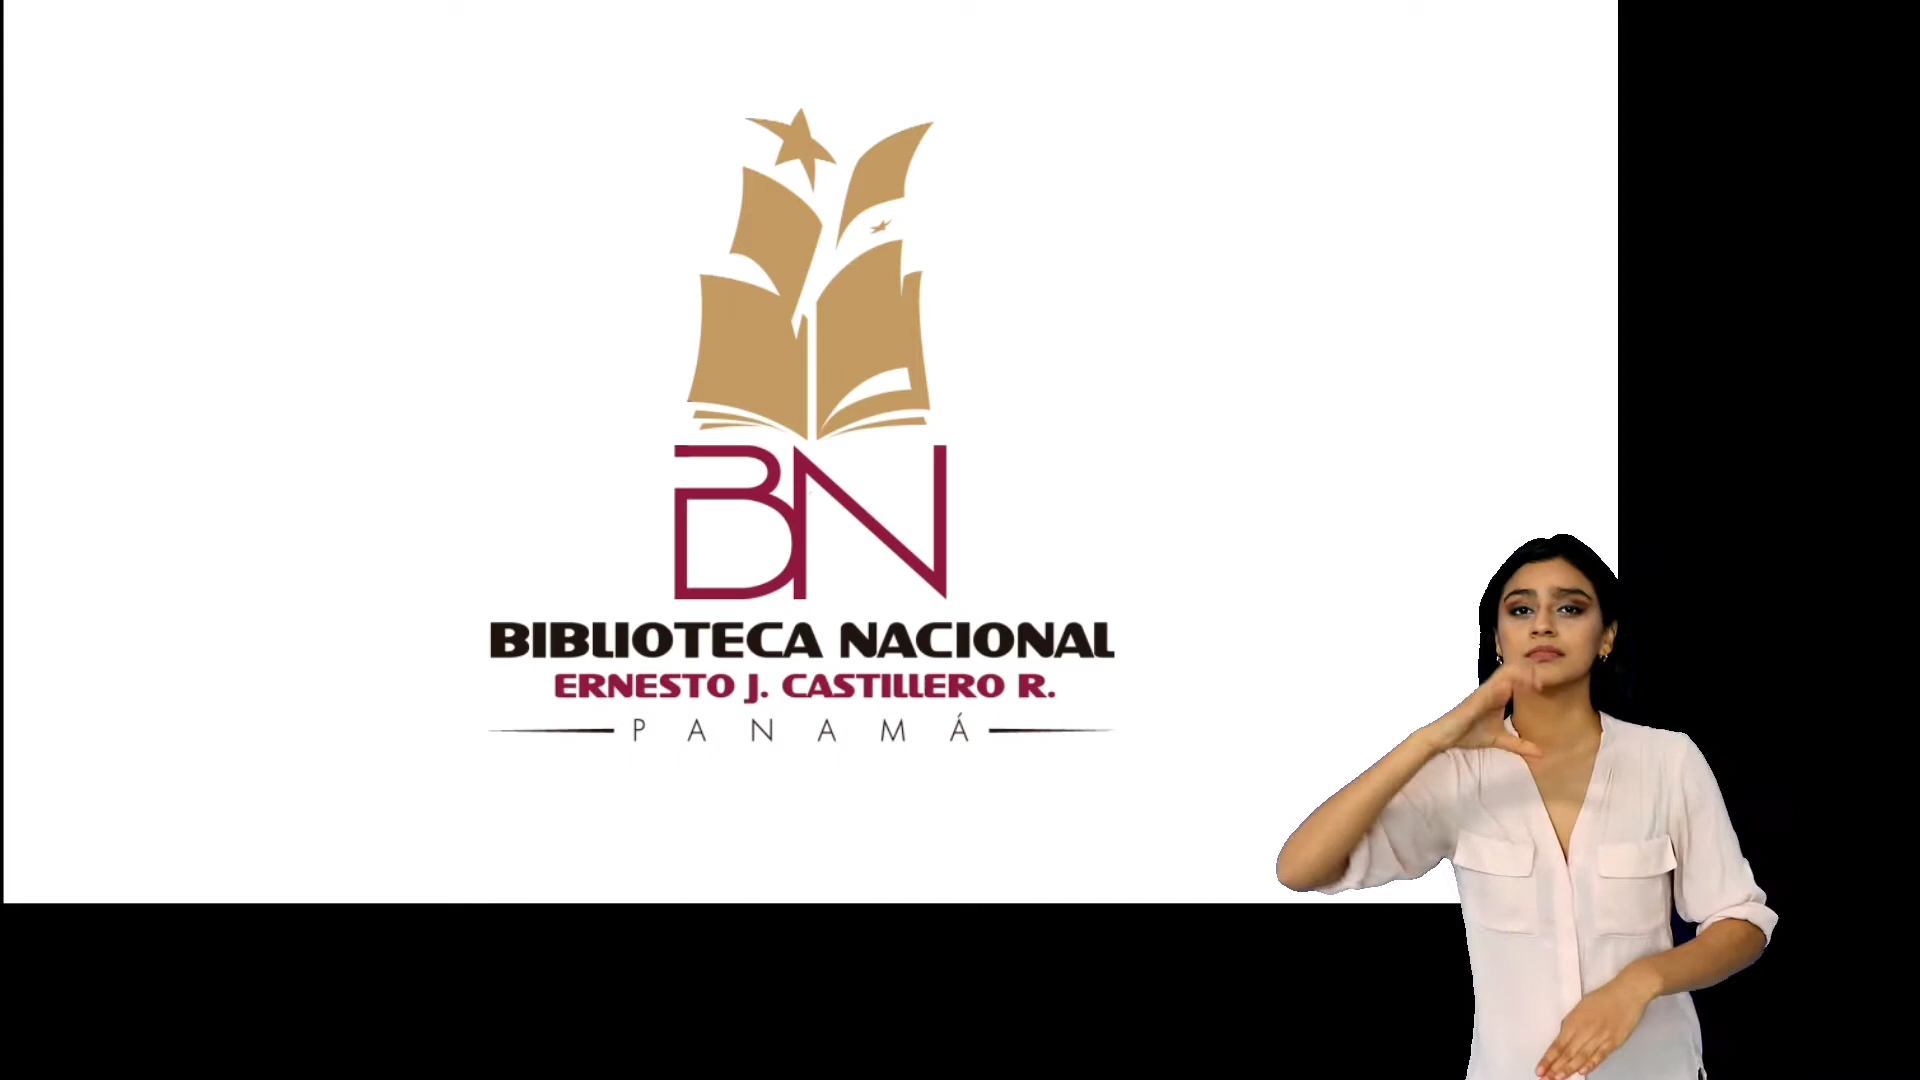 BN
BIBLIOTECA NACIONAL
ERNESTO J. CASTILLERO R.
PANAMÁ